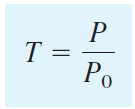 T = P / P₀